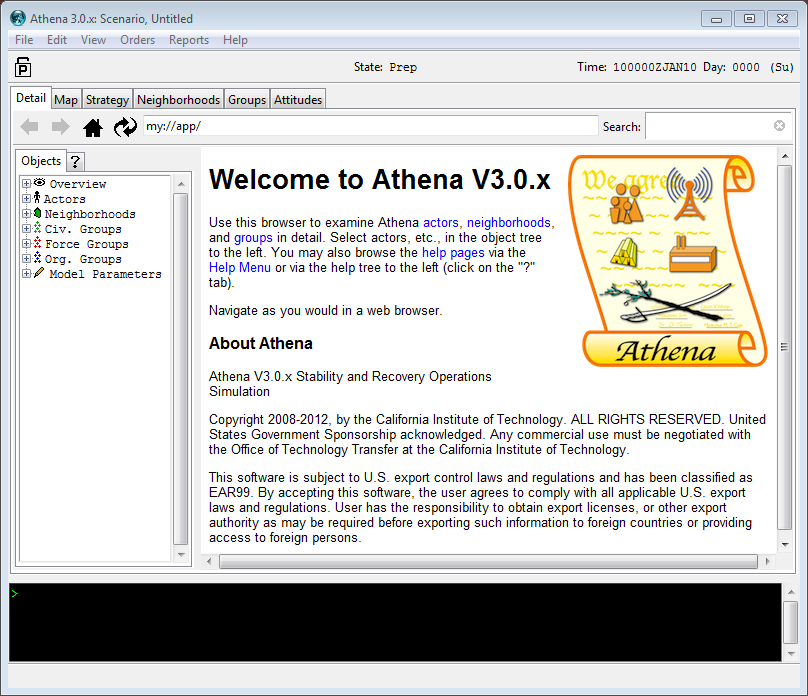 Athena 3.0.x: Scenario, Untitled
File Edit View Orders Reports Help
State: Prep Time: 100000ZJAN10 Day: 0000 (Su)
Detail Map Strategy Neighborhoods Groups Attitudes
my://app/ Search:
Objects ?
Overview
Actors
Neighborhoods
Civ. Groups
Force Groups
Org. Groups
Model Parameters
Welcome to Athena V3.0.x
Use this browser to examine Athena actors, neighborhoods,
and groups in detail. Select actors, etc., in the object tree
to the left. You may also browse the help pages via the
Help Menu or via the help tree to the left (click on the "?"
tab).
Navigate as you would in a web browser.
We agree
Athena
About Athena
Athena V3.0.x Stability and Recovery Operations
Simulation
Copyright 2008-2012, by the California Institute of Technology. ALL RIGHTS RESERVED. United
States Government Sponsorship acknowledged. Any commercial use must be negotiated with
the Office of Technology Transfer at the California Institute of Technology.
This software is subject to U.S. export control laws and regulations and has been classified as
EAR99. By accepting this software, the user agrees to comply with all applicable U.S. export
laws and regulations. User has the responsibility to obtain export licenses, or other export
authority as may be required before exporting such information to foreign countries or providing
access to foreign persons.
>